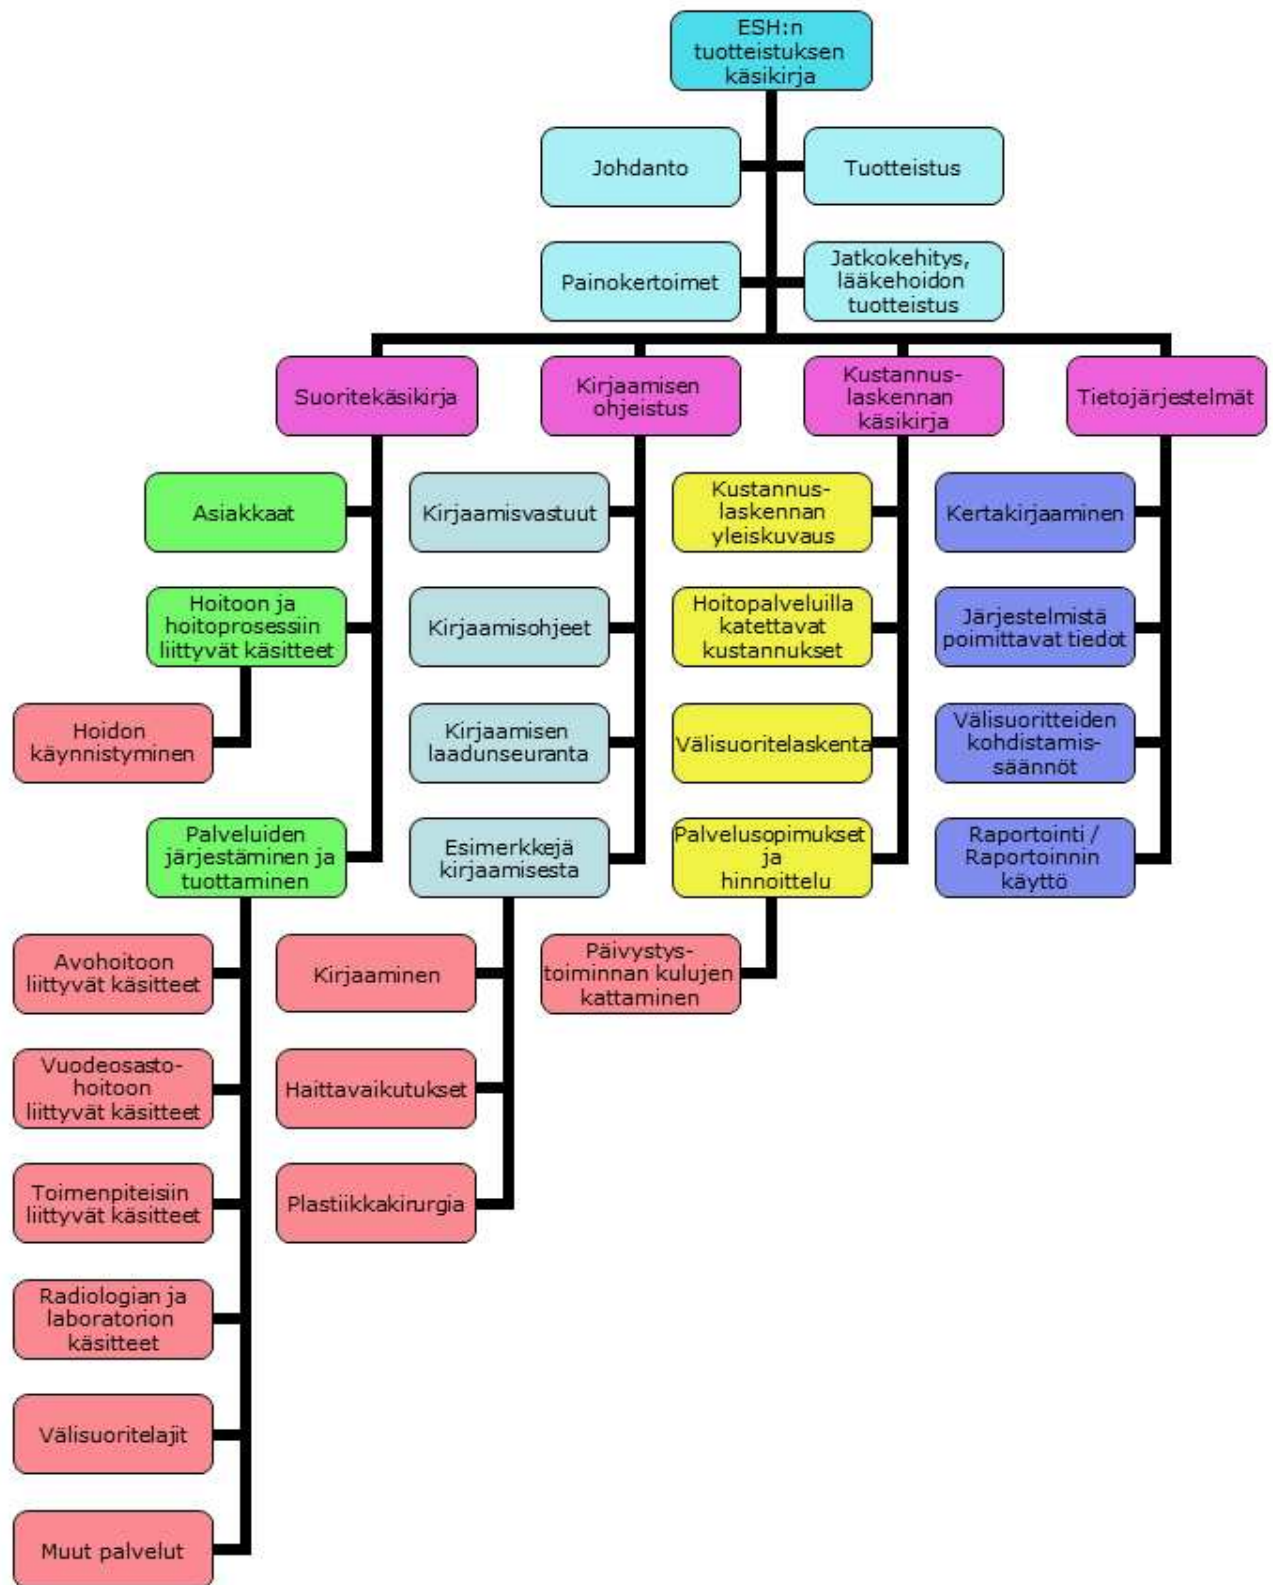 ESH:n
tuotteistuksen
käsikirja
Johdanto
Tuotteistus
Painokertoimet
Jatkokehitys,
lääkehoidon
tuotteistus
Suoritekäsikirja
Kirjaamisen
ohjeistus
Kustannus-
laskennan
käsikirja
Tietojärjestelmät
Asiakkaat
Kirjaamisvastuut
Kustannus-
laskennan
yleiskuvaus
Kertakirjaaminen
Hoitoon ja
hoitoprosessiin
liittyvät käsitteet
Kirjaamisohjeet
Hoitopalveluilla
katettavat
kustannukset
Järjestelmistä
poimittavat tiedot
Hoidon
käynnistyminen
Kirjaamisen
laadunseuranta
Välisuoritelaskenta
Välisuoritteiden
kohdistamis-
säännöt
Palveluiden
järjestäminen ja
tuottaminen
Esimerkkejä
kirjaamisesta
Palvelusopimukset
ja
hinnoittelu
Raportointi /
Raportoinnin
käyttö
Avohoitoon
liittyvät käsitteet
Kirjaaminen
Päivystys-
toiminnan kulujen
kattaminen
Vuodeosasto-
hoitoon
liittyvät käsitteet
Haittavaikutukset
Toimenpiteisiin
liittyvät käsitteet
Plastiikkakirurgia
Radiologian ja
laboratorion
käsitteet
Välisuoritelajit
Muut palvelut